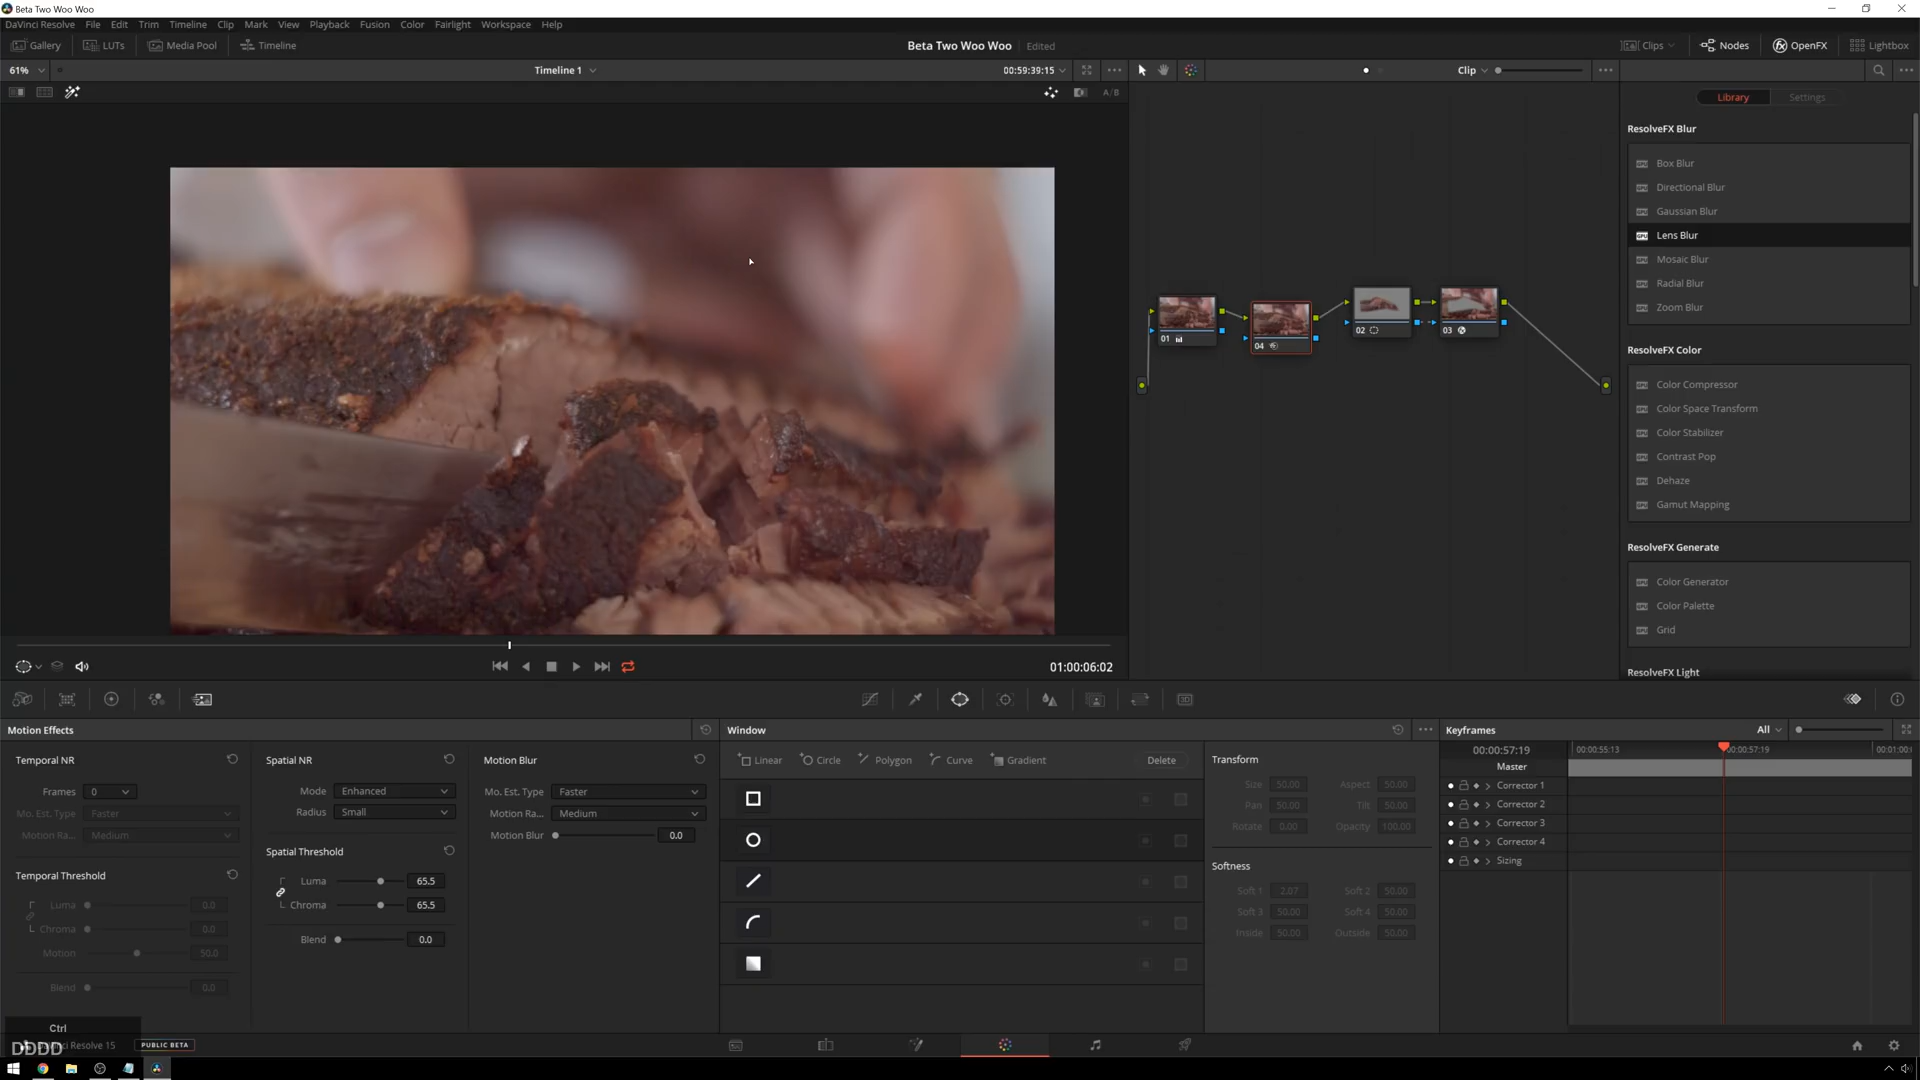 Beta Two Woo Woo
DaVinci Resolve File Edit Trim Timeline Clip Mark View Playback Fusion Color Fairlight Workspace Help
Gallery LUTs Media Pool Timeline Beta Two Woo Woo Edited Clips Nodes OpenFX Lightbox
61% Timeline 1 00:59:39:15 Clip
A/B
Library Settings
ResolveFX Blur
Box Blur
Directional Blur
Gaussian Blur
Lens Blur
Mosaic Blur
Radial Blur
Zoom Blur
01 04 02 03
ResolveFX Color
Color Compressor
Color Space Transform
Color Stabilizer
Contrast Pop
Dehaze
Gamut Mapping
ResolveFX Generate
Color Generator
Color Palette
Grid
ResolveFX Light
01:00:06:02
3D
Motion Effects
Temporal NR
Frames 0
Mo. Est. Type Faster
Motion Ra... Medium
Temporal Threshold
Luma 0.0
Chroma 0.0
Motion 50.0
Blend 0.0
Spatial NR
Mode Enhanced
Radius Small
Spatial Threshold
Luma 65.5
Chroma 65.5
Blend 0.0
Motion Blur
Mo. Est. Type Faster
Motion Ra... Medium
Motion Blur 0.0
Window
Linear Circle Polygon Curve Gradient Delete
Transform
Size 50.00 Aspect 50.00
Pan 50.00 Tilt 50.00
Rotate 0.00 Opacity 100.00
Softness
Soft 1 2.07 Soft 2 50.00
Soft 3 50.00 Soft 4 50.00
Inside 50.00 Outside 50.00
Keyframes All
00:00:57:19 00:00:55:13 00:00:57:19
Master
Corrector 1
Corrector 2
Corrector 3
Corrector 4
Sizing
Ctrl
DDDD
Resolve 15 PUBLIC BETA